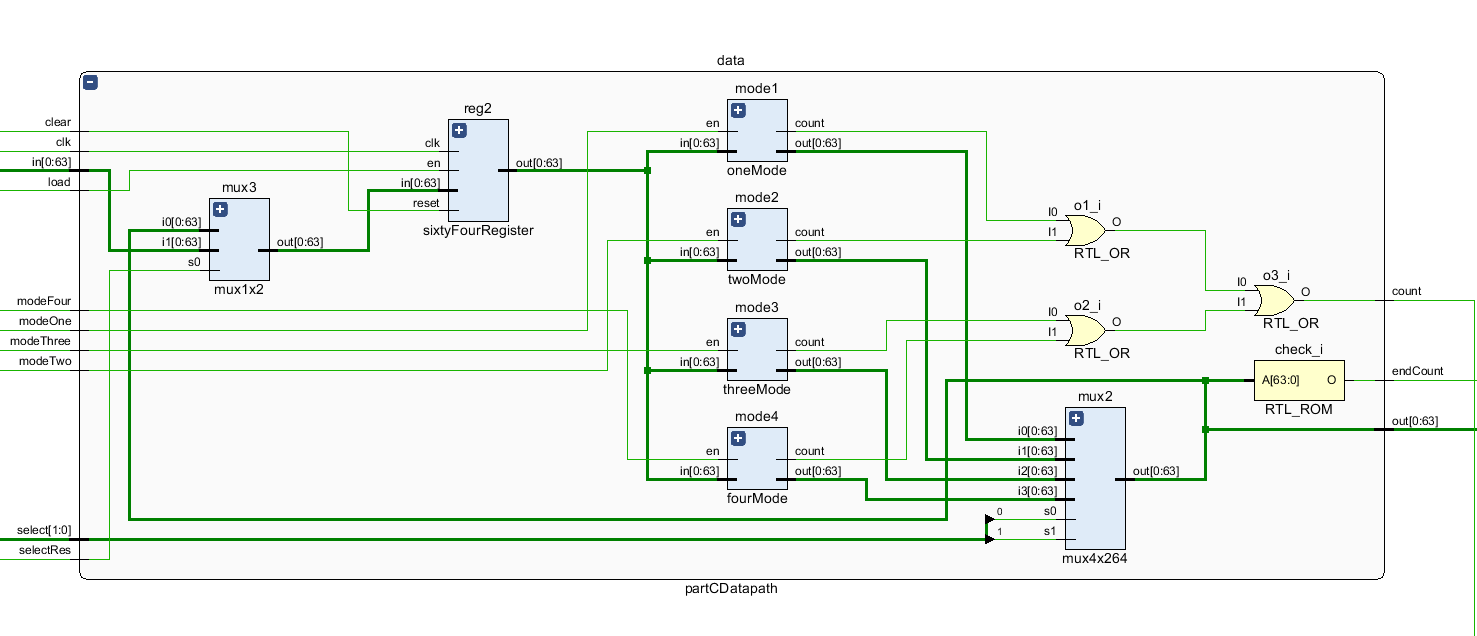 data
mode1
reg2
clear
en
count
clk
clk
in[0:63]
out[0:63]
in[0:63]
en
out[0:63]
oneMode
load
in[0:63]
mux3
mode2
reset
o1_i
i0[0:63]
sixtyFourRegister
en
count
I0
O
i1[0:63]
out[0:63]
in[0:63]
out[0:63]
I1
s0
RTL_OR
mux1x2
twoMode
o3_i
modeFour
mode3
o2_i
I0
O
count
modeOne
I1
modeThree
en
count
I0
O
RTL_OR
modeTwo
in[0:63]
out[0:63]
I1
check_i
RTL_OR
threeMode
A[63:0]
O
endCount
mux2
RTL_ROM
mode4
out[0:63]
i0[0:63]
en
count
i1[0:63]
in[0:63]
out[0:63]
i2[0:63]
out[0:63]
fourMode
i3[0:63]
0
s0
select[1:0]
1
s1
selectRes
mux4x264
partCDatapath